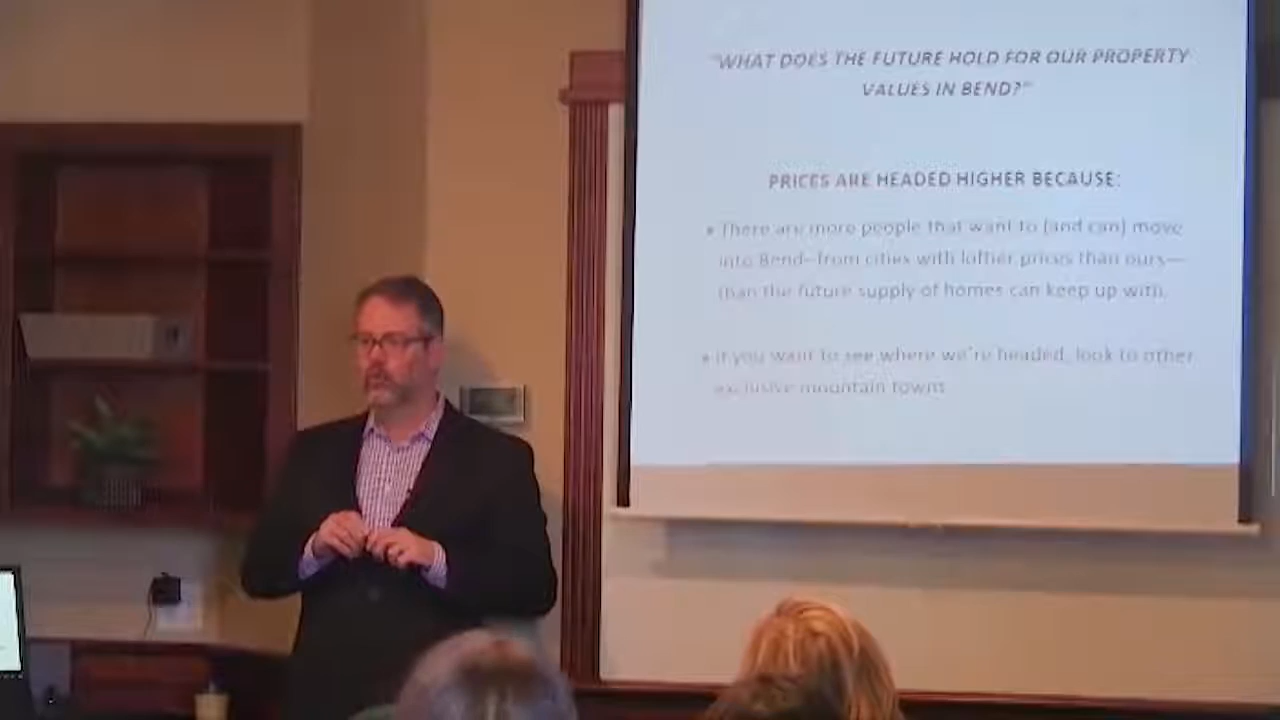 "WHAT DOES THE FUTURE HOLD FOR OUR PROPERTY
VALUES IN BEND?"
PRICES ARE HEADED HIGHER BECAUSE:
• There are more people that want to (and can) move
into Bend–from cities with loftier prices than ours—
than the future supply of homes can keep up with.
• If you want to see where we're headed, look to other
exclusive mountain towns